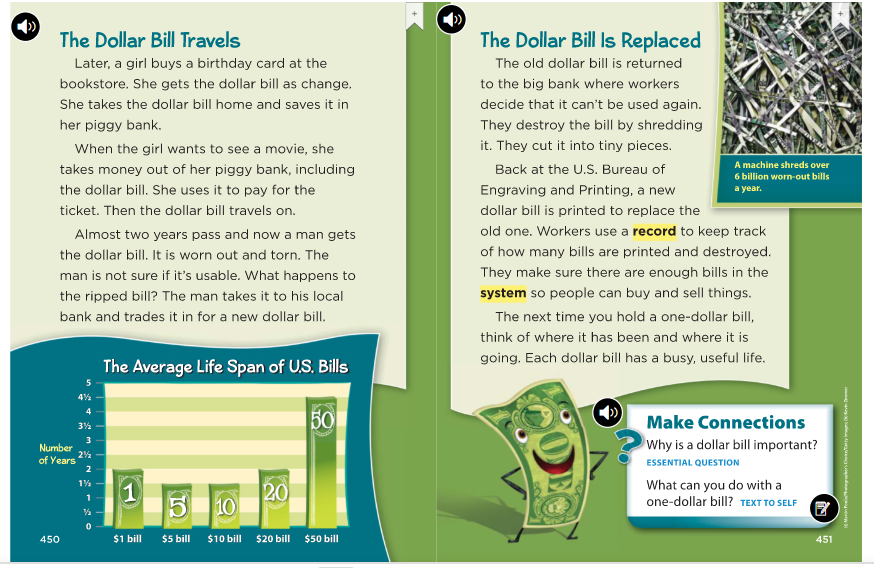 The Dollar Bill Travels
Later, a girl buys a birthday card at the
bookstore. She gets the dollar bill as change.
She takes the dollar bill home and saves it in
her piggy bank.
When the girl wants to see a movie, she
takes money out of her piggy bank, including
the dollar bill. She uses it to pay for the
ticket. Then the dollar bill travels on.
Almost two years pass and now a man gets
the dollar bill. It is worn out and torn. The
man is not sure if it's usable. What happens to
the ripped bill? The man takes it to his local
bank and trades it in for a new dollar bill.
The Average Life Span of U.S. Bills
Number
of Years
5
4½
4
3½
3
2½
2
1½
1
½
0
1
5
10
20
50
$1 bill
$5 bill
$10 bill
$20 bill
$50 bill
450
The Dollar Bill Is Replaced
The old dollar bill is returned
to the big bank where workers
decide that it can't be used again.
They destroy the bill by shredding
it. They cut it into tiny pieces.
Back at the U.S. Bureau of
Engraving and Printing, a new
dollar bill is printed to replace the
old one. Workers use a record to keep track
of how many bills are printed and destroyed.
They make sure there are enough bills in the
system so people can buy and sell things.
The next time you hold a one-dollar bill,
think of where it has been and where it is
going. Each dollar bill has a busy, useful life.
A machine shreds over
6 billion worn-out bills
a year.
?
Make Connections
Why is a dollar bill important?
ESSENTIAL QUESTION
What can you do with a
one-dollar bill? TEXT TO SELF
451